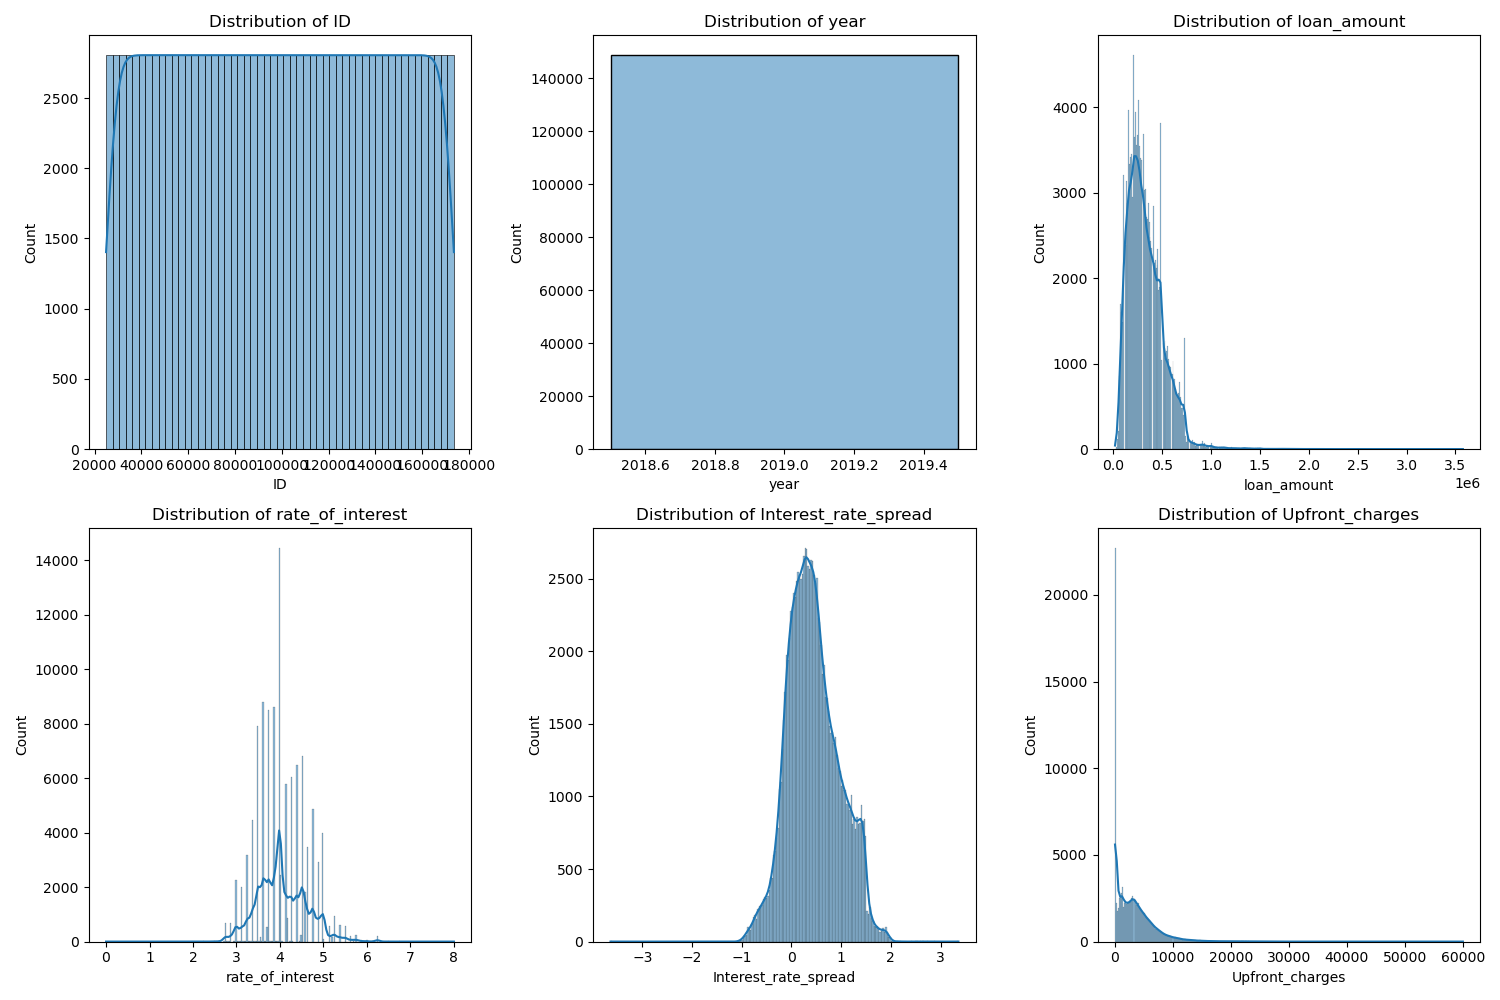 Distribution of ID
Count
0
500
1000
1500
2000
2500
20000 40000 60000 80000 100000 120000 140000 160000 180000
ID
Distribution of year
Count
0
20000
40000
60000
80000
100000
120000
140000
2018.6 2018.8 2019.0 2019.2 2019.4
year
Distribution of loan_amount
Count
0
1000
2000
3000
4000
0.0 0.5 1.0 1.5 2.0 2.5 3.0 3.5
1e6
loan_amount
Distribution of rate_of_interest
Count
0
2000
4000
6000
8000
10000
12000
14000
0 1 2 3 4 5 6 7 8
rate_of_interest
Distribution of Interest_rate_spread
Count
0
500
1000
1500
2000
2500
−3 −2 −1 0 1 2 3
Interest_rate_spread
Distribution of Upfront_charges
Count
0
5000
10000
15000
20000
0 10000 20000 30000 40000 50000 60000
Upfront_charges